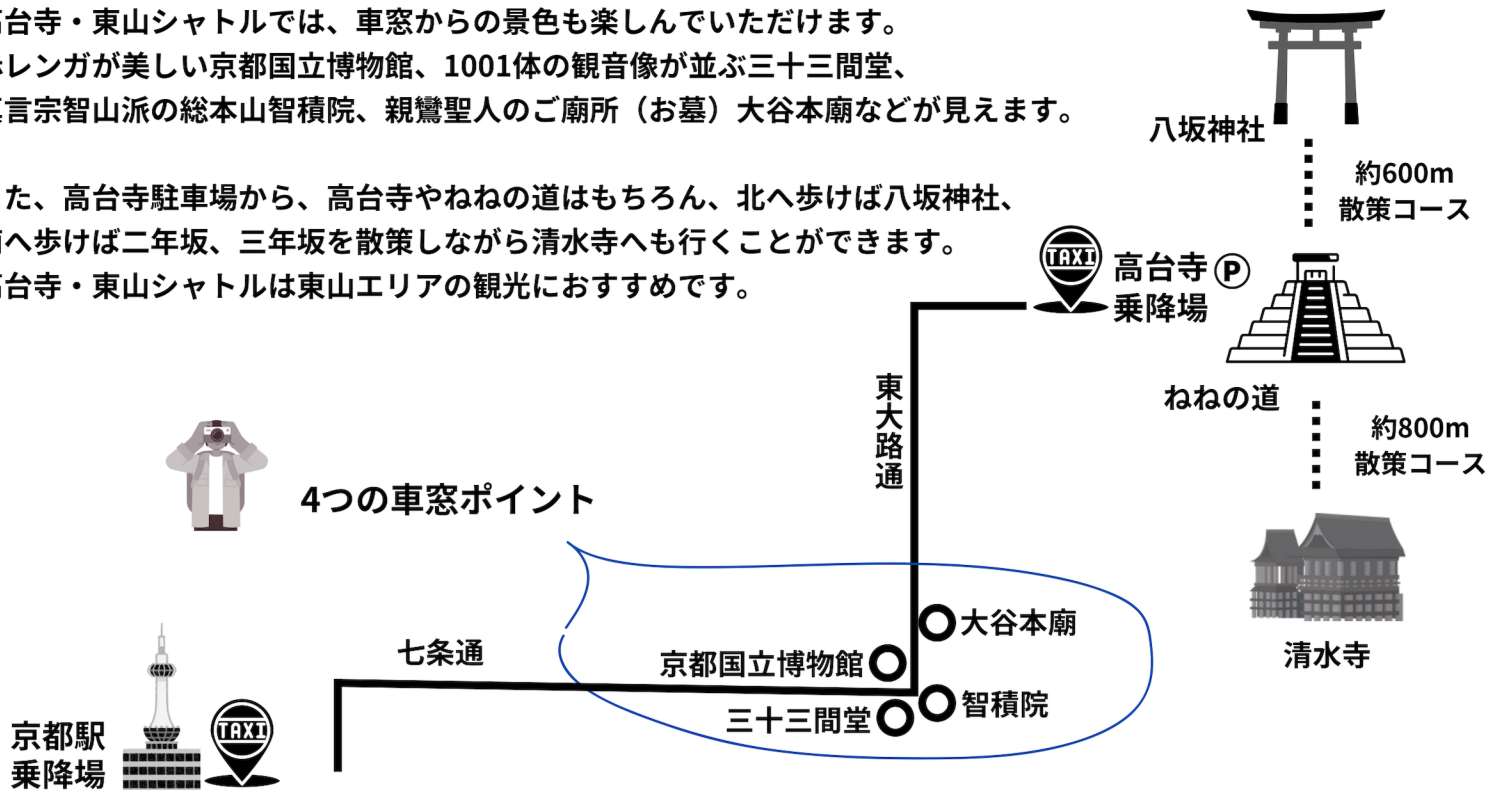 台寺・東山シャトルでは、車窓からの景色も楽しんでいただけます。
レンガが美しい京都国立博物館、1001体の観音像が並ぶ三十三間堂、
言宗智山派の総本山智積院、親鸞聖人のご廟所（お墓）大谷本廟などが見えます。
た、高台寺駐車場から、高台寺やねねの道はもちろん、北へ歩けば八坂神社、
へ歩けば二年坂、三年坂を散策しながら清水寺へも行くことができます。
台寺・東山シャトルは東山エリアの観光におすすめです。
八坂神社
約600m
散策コース
TAXI
高台寺 P
乗降場
ねねの道
約800m
散策コース
清水寺
東大路通
4つの車窓ポイント
大谷本廟
京都国立博物館
智積院
三十三間堂
七条通
TAXI
京都駅
乗降場